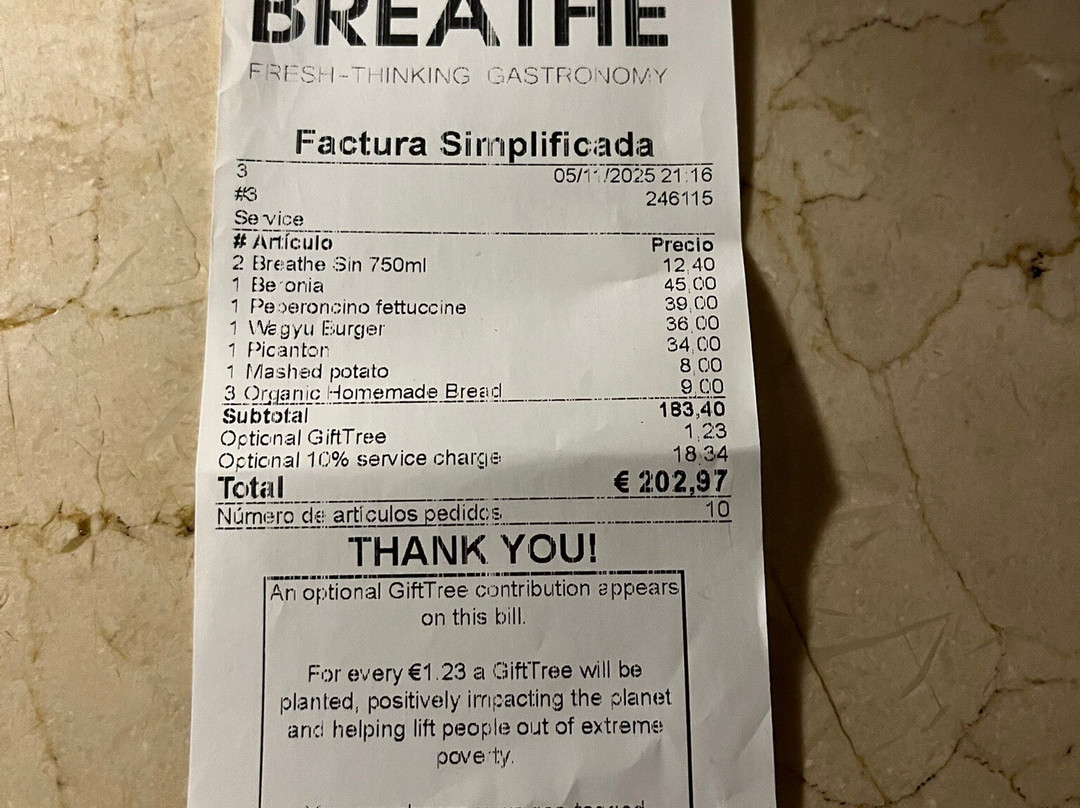 BREATHE
FRESH-THINKING GASTRONOMY
Factura Simplificada
3 05/11/2025 21:16
#3 246115
Service
# Artículo Precio
2 Breathe Sin 750ml 12,40
1 Beronia 45,00
1 Peperoncino fettuccine 39,00
1 Wagyu Burger 36,00
1 Picanton 34,00
1 Mashed potato 8,00
3 Organic Homemade Bread 9,00
Subtotal 183,40
Optional GiftTree 1,23
Optional 10% service charge 18,34
Total € 202,97
Número de artículos pedidos 10
THANK YOU!
An optional GiftTree contribution appears
on this bill.
For every €1.23 a GiftTree will be
planted, positively impacting the planet
and helping lift people out of extreme
poverty.